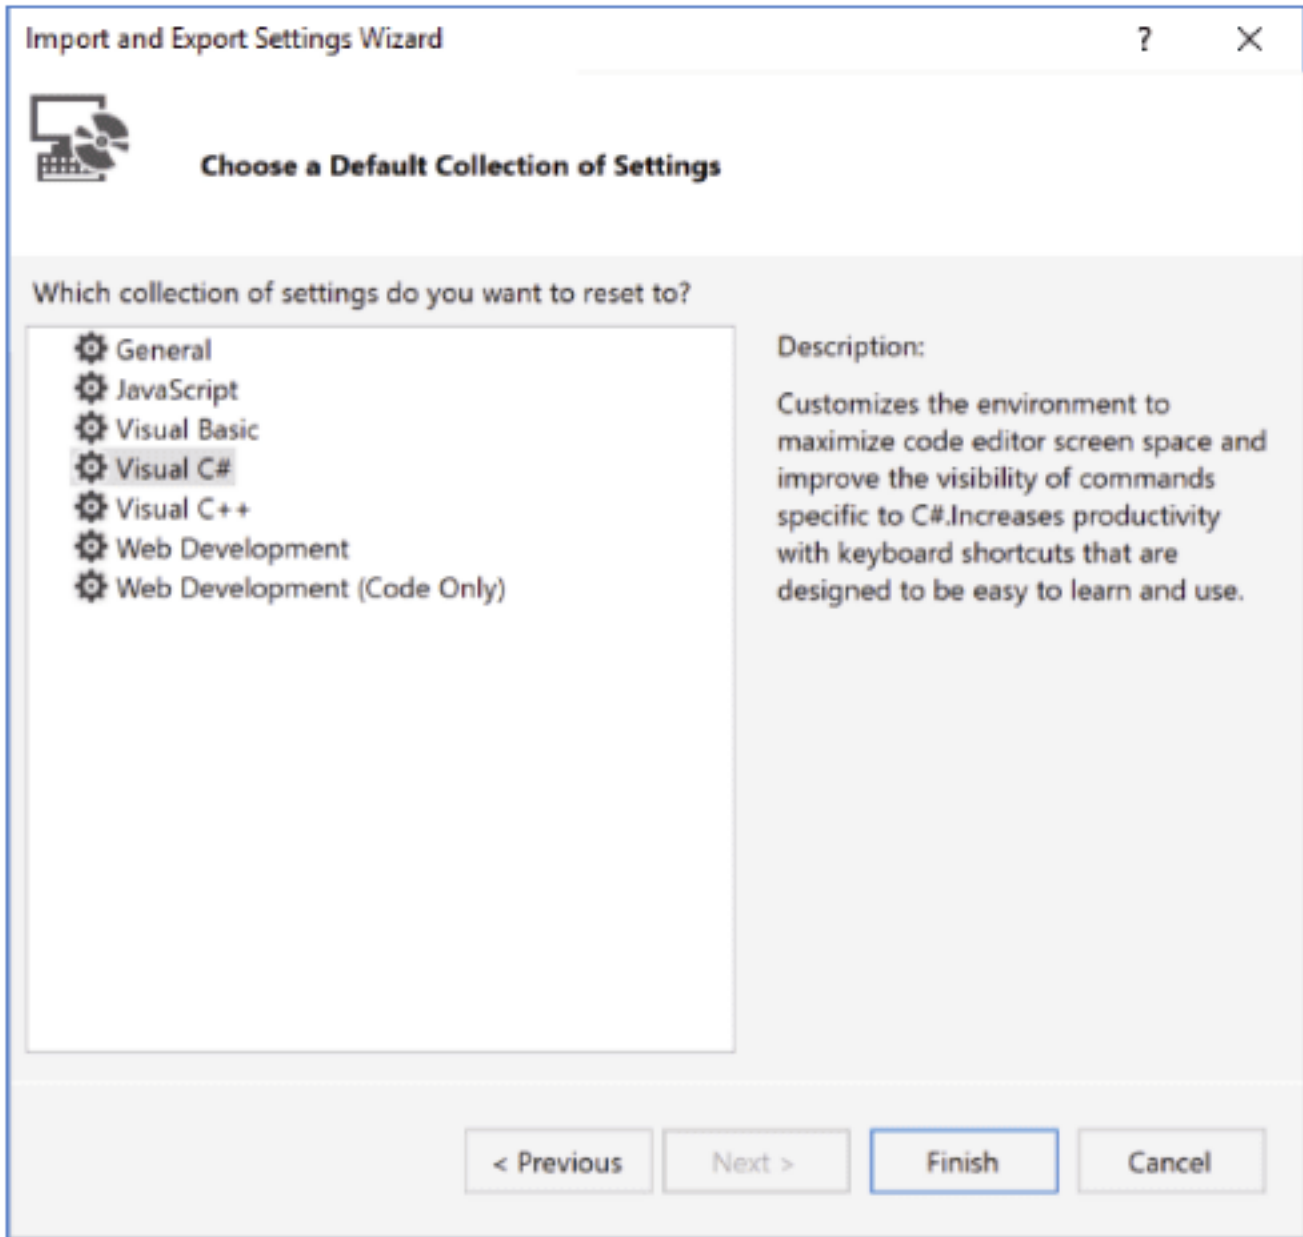 Import and Export Settings Wizard
?
Choose a Default Collection of Settings
Which collection of settings do you want to reset to?
General
JavaScript
Visual Basic
Visual C#
Visual C++
Web Development
Web Development (Code Only)
Description:
Customizes the environment to
maximize code editor screen space and
improve the visibility of commands
specific to C#.Increases productivity
with keyboard shortcuts that are
designed to be easy to learn and use.
< Previous
Next >
Finish
Cancel